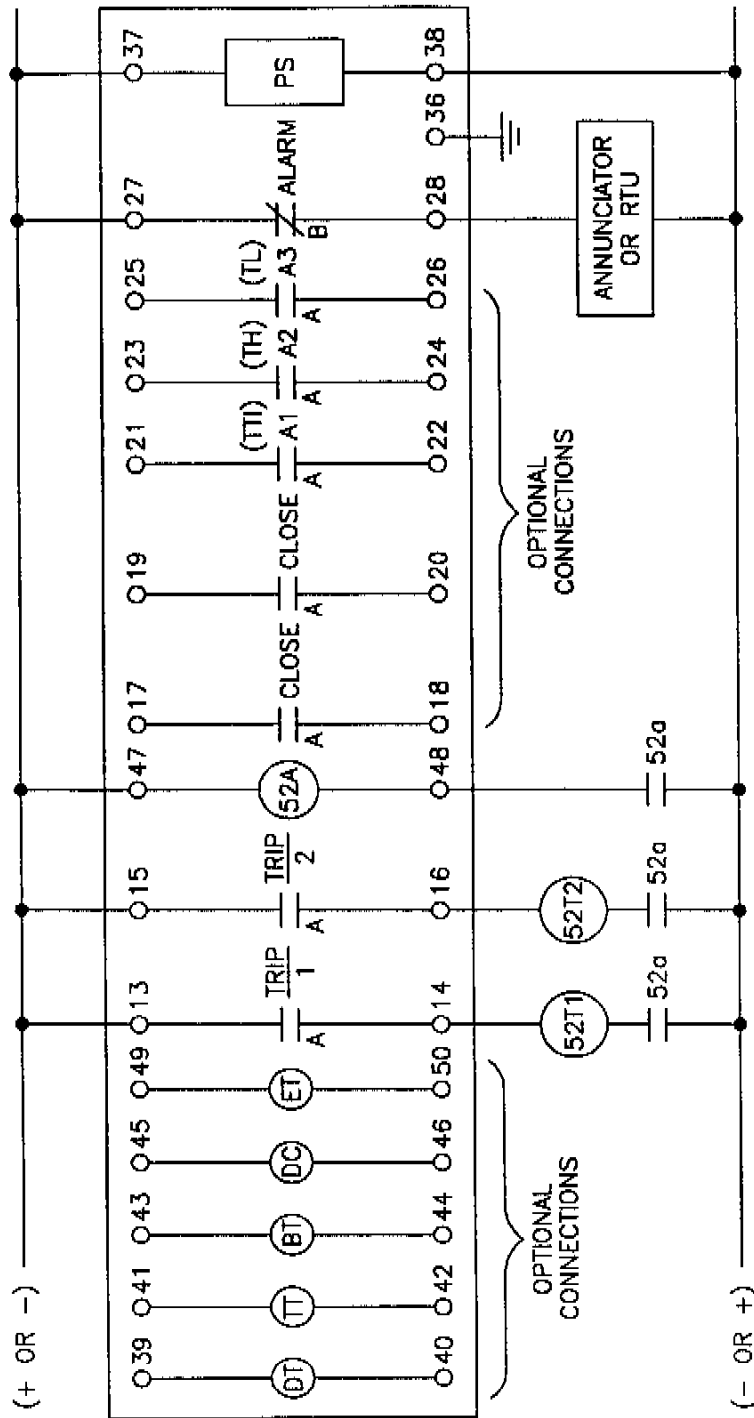 (+ OR -)
39 41 43 45 49 13 15 47 17 19 21 23 25 27 37
DT TT BT DC ET
TRIP
1
A
TRIP
2
A
52A
CLOSE
A
CLOSE
A
(TTI)
A1
A
(TH)
A2
A
(TL)
A3
A
ALARM
B
PS
40 42 44 46 50 14 16 48 18 20 22 24 26 28 36 38
OPTIONAL
CONNECTIONS
52T1
52a
52T2
52a
52a
OPTIONAL
CONNECTIONS
ANNUNCIATOR
OR RTU
(- OR +)